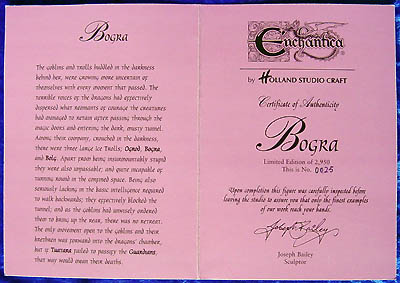 Bogra
The goblins and trolls huddled in the darkness
behind her, were growing more uncertain of
themselves with every moment that passed. The
terrible voices of the dragons had effectively
dispersed what remnants of courage the creatures
had managed to retain after passing through the
magic doors and entering the dark, musty tunnel.
Among their company, crouched in the darkness,
there were three large Ice Trolls; Ogrod, Bogra,
and Bolg. Apart from being insurmountably stupid
they were also impassable; and quite incapable of
turning round in the confined space. Being also
seriously lacking in the basic intelligence required
to walk backwards; they effectively blocked the
tunnel; and as the goblins had unwisely ordered
them to bring up the rear, there was no retreat.
The only movement open to the goblins and their
henchmen was forward into the dragons' chamber,
but if Tuatara failed to pacify the Guardians,
that way would mean their deaths.
Enchantica
by HOLLAND STUDIO CRAFT
Certificate of Authenticity
Bogra
Limited Edition of 2,950
This is No. 0025
Upon completion this figure was carefully inspected before
leaving the studio to assure you that only the finest examples
of our work reach your hands.
Joseph Bailey
Joseph Bailey
Sculptor